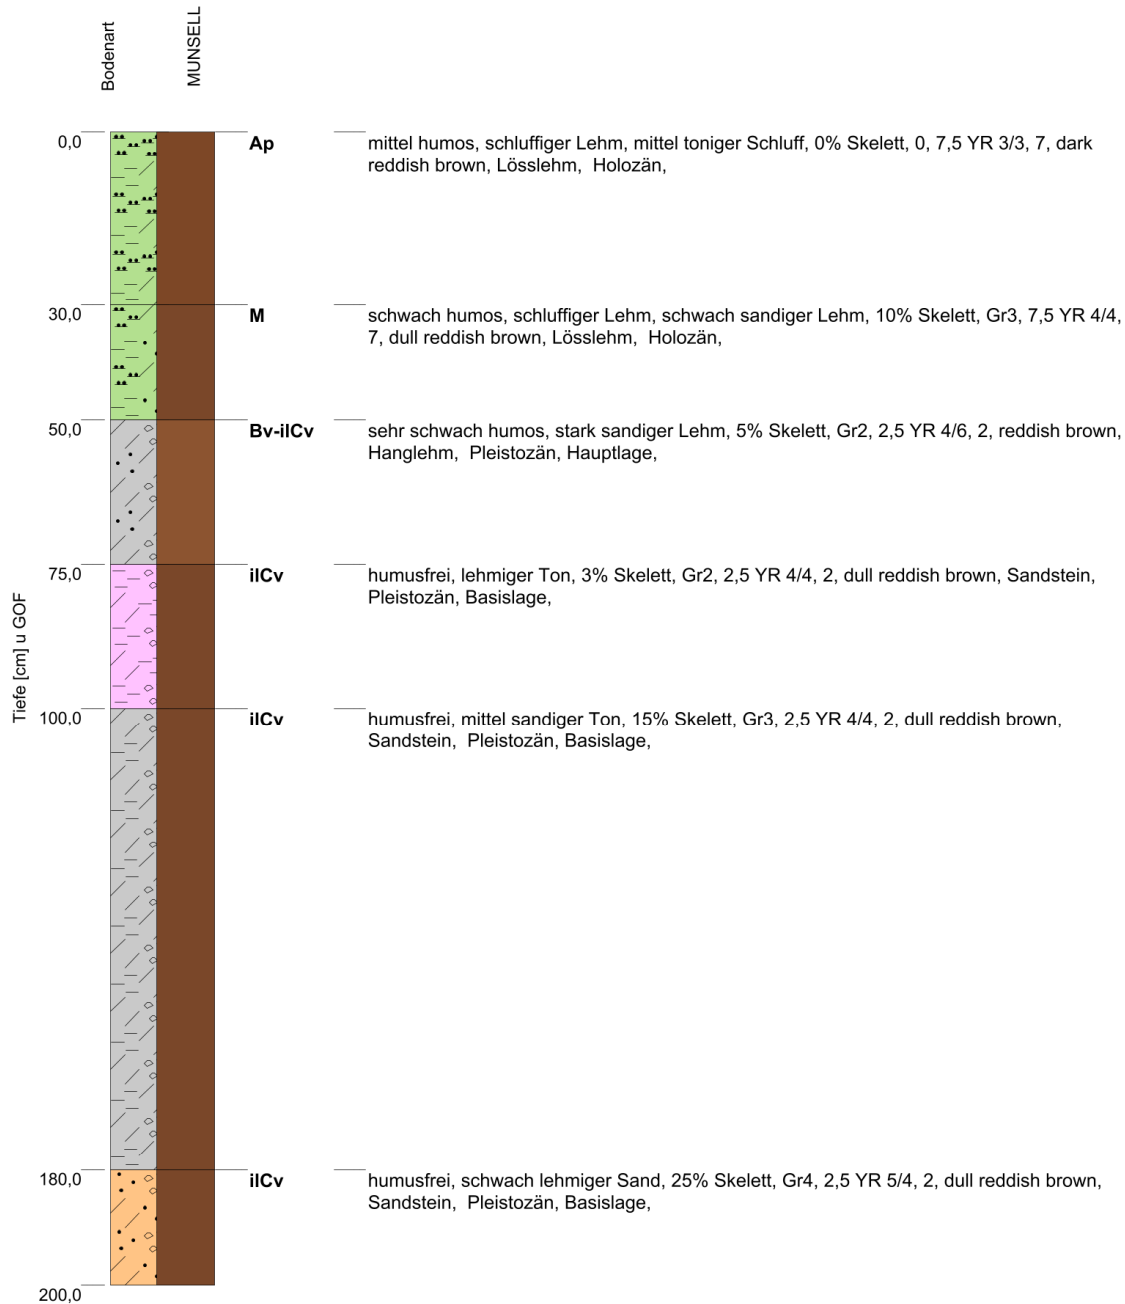 Bodenart
MUNSELL
Tiefe [cm] u GOF
0,0
Ap
mittel humos, schluffiger Lehm, mittel toniger Schluff, 0% Skelett, 0, 7,5 YR 3/3, 7, dark
reddish brown, Lösslehm,  Holozän,
30,0
M
schwach humos, schluffiger Lehm, schwach sandiger Lehm, 10% Skelett, Gr3, 7,5 YR 4/4,
7, dull reddish brown, Lösslehm,  Holozän,
50,0
Bv-ilCv
sehr schwach humos, stark sandiger Lehm, 5% Skelett, Gr2, 2,5 YR 4/6, 2, reddish brown,
Hanglehm,  Pleistozän, Hauptlage,
75,0
ilCv
humusfrei, lehmiger Ton, 3% Skelett, Gr2, 2,5 YR 4/4, 2, dull reddish brown, Sandstein,
Pleistozän, Basislage,
100,0
ilCv
humusfrei, mittel sandiger Ton, 15% Skelett, Gr3, 2,5 YR 4/4, 2, dull reddish brown,
Sandstein,  Pleistozän, Basislage,
180,0
ilCv
humusfrei, schwach lehmiger Sand, 25% Skelett, Gr4, 2,5 YR 5/4, 2, dull reddish brown,
Sandstein,  Pleistozän, Basislage,
200,0